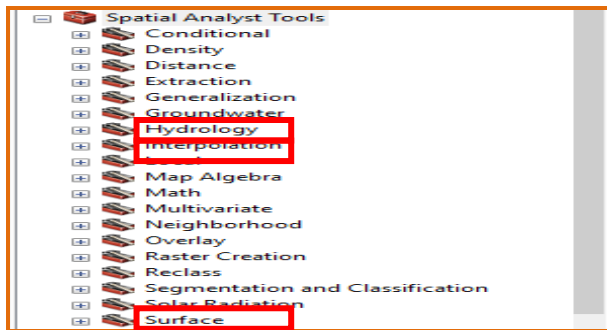 Spatial Analyst Tools
Conditional
Density
Distance
Extraction
Generalization
Groundwater
Hydrology
Interpolation
Local
Map Algebra
Math
Multivariate
Neighborhood
Overlay
Raster Creation
Reclass
Segmentation and Classification
Solar Radiation
Surface